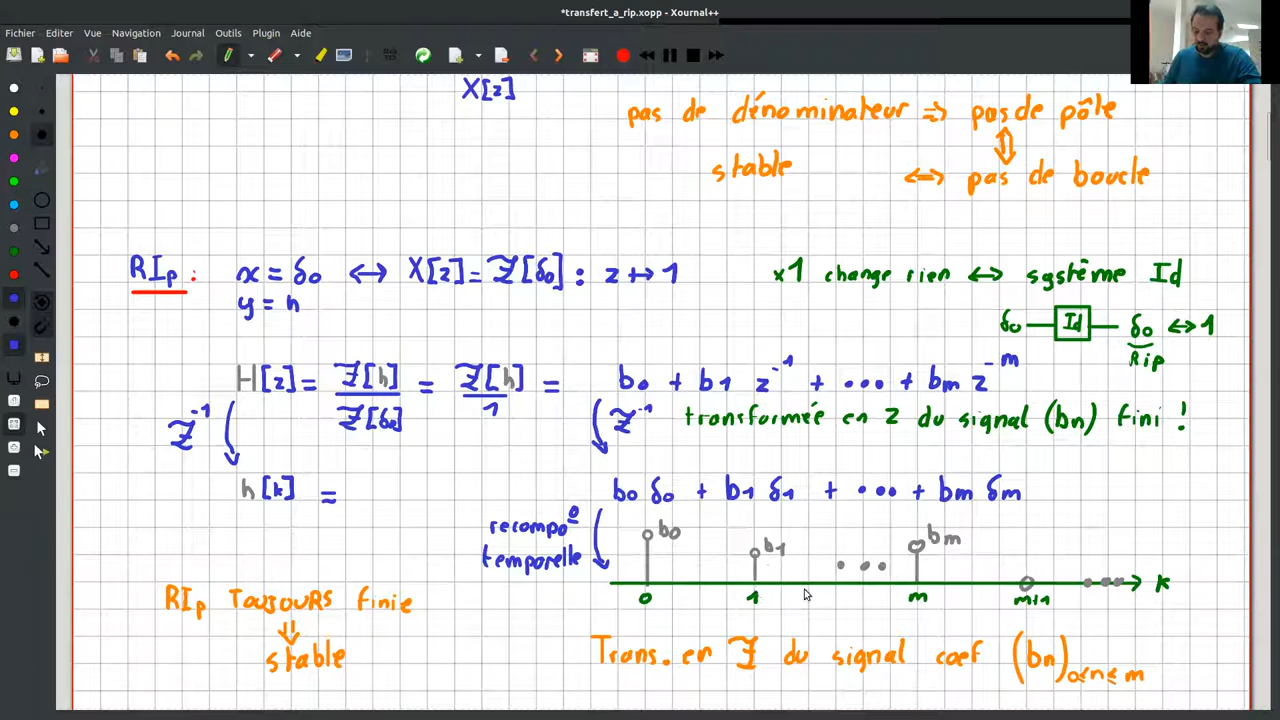 *transfert_a_rip.xopp - Xournal++
Fichier Editer Vue Navigation Journal Outils Plugin Aide
X[z]
pas de dénominateur => pas de pôle
⇕
stable <=> pas de boucle
RIp : x = δ0 <-> X[z] = Z[δ0] : z ↦ 1
y = h
x1 change rien <-> système Id
δ0 — Id — δ0 <-> 1
Rip
H[z] = Z[h] / Z[δ0] = Z[h] / 1 = b0 + b1 z^-1 + ... + bm z^-m
Z^-1
Z^-1 transformée en z du signal (bn) fini !
h[k] = b0 δ0 + b1 δ1 + ... + bm δm
recompo°
temporelle
b0 b1 ... bm
0 1 m m+1 k
RIp TOUJOURS finie
⇓
stable
Trans. en Z du signal coef (bn) 0≤n≤m